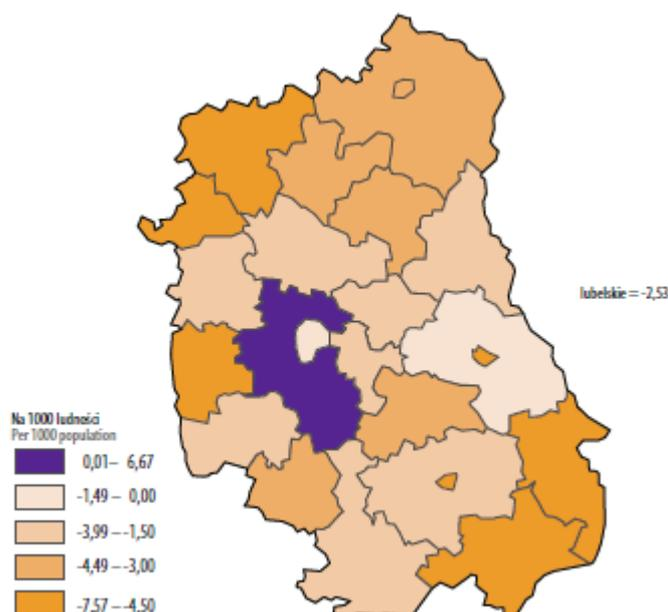 lubelskie = -2,53
Na 1000 ludności
Per 1000 population
0,01 – 6,67
-1,49 – 0,00
-3,99 – -1,50
-4,49 – -3,00
-7,57 – -4,50